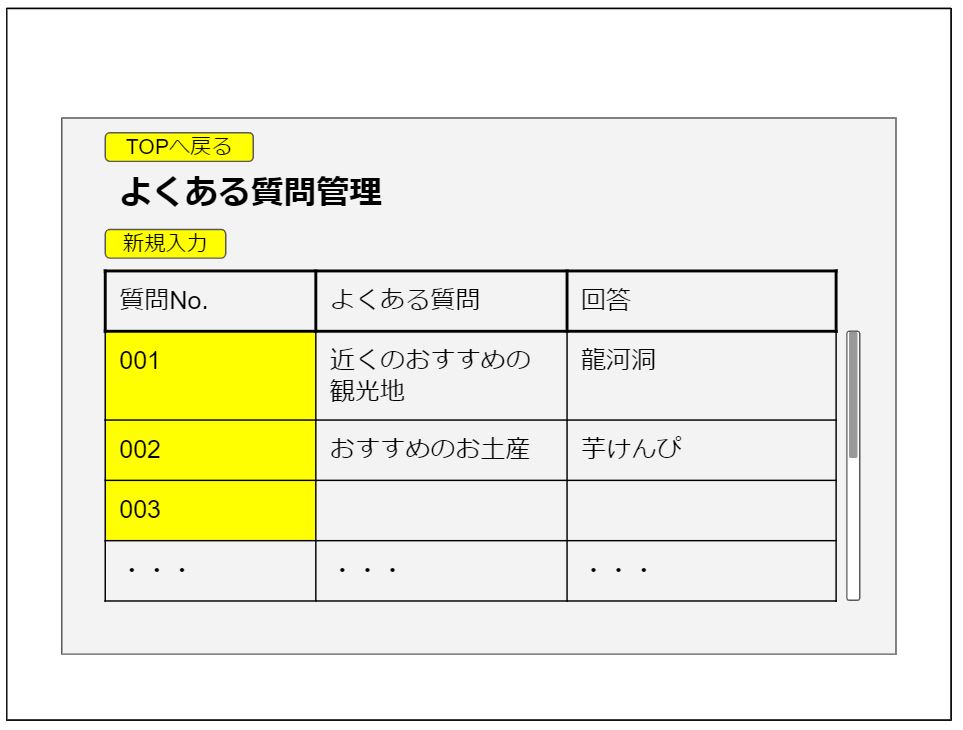 TOPへ戻る
よくある質問管理
新規入力
質問No. よくある質問 回答
001 近くのおすすめの 龍河洞
観光地
002 おすすめのお土産 芋けんぴ
003
・・・ ・・・ ・・・